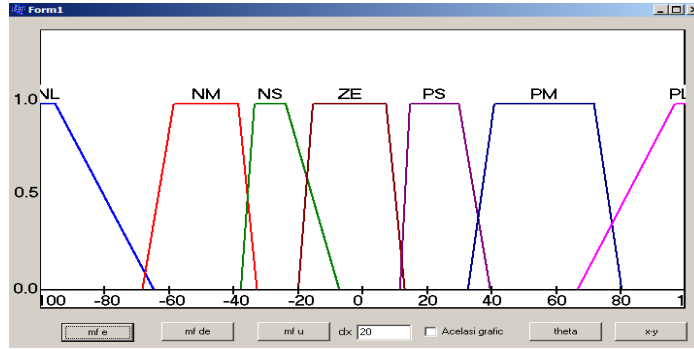 Form1
NL NM NS ZE PS PM PL
1.0
0.5
0.0
100 -80 -60 -40 -20 0 20 40 60 80 1
mf e mf de mf u dx 20 Acelasi grafic theta x-y